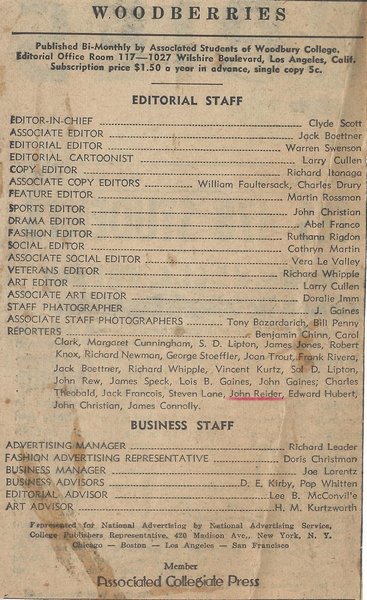 WOODBERRIES
Published Bi-Monthly by Associated Students of Woodbury College.
Editorial Office Room 117—1027 Wilshire Boulevard, Los Angeles, Calif.
Subscription price $1.50 a year in advance, single copy 5c.
EDITORIAL STAFF
EDITOR-IN-CHIEF Clyde Scott
ASSOCIATE EDITOR Jack Boettner
EDITORIAL EDITOR Warren Swenson
EDITORIAL CARTOONIST Larry Cullen
COPY EDITOR Richard Itanaga
ASSOCIATE COPY EDITORS William Faultersack, Charles Drury
FEATURE EDITOR Martin Rossman
SPORTS EDITOR John Christian
DRAMA EDITOR Abel Franco
FASHION EDITOR Ruthann Rigdon
SOCIAL EDITOR Cathryn Martin
ASSOCIATE SOCIAL EDITOR Vera Le Valley
VETERANS EDITOR Richard Whipple
ART EDITOR Larry Cullen
ASSOCIATE ART EDITOR Doralie Imm
STAFF PHOTOGRAPHER J. Gaines
ASSOCIATE STAFF PHOTOGRAPHERS Tony Bazardarich, Bill Penny
REPORTERS Benjamin Chinn, Carol
Clark, Margaret Cunningham, S. D. Lipton, James Jones, Robert
Knox, Richard Newman, George Stoeffler, Joan Trout, Frank Rivera,
Jack Boettner, Richard Whipple, Vincent Kurtz, Sol D. Lipton,
John Rew, James Speck, Lois B. Gaines, John Gaines; Charles
Theobald, Jack Francois, Steven Lane, John Reider, Edward Hubert,
John Christian, James Connolly.
BUSINESS STAFF
ADVERTISING MANAGER Richard Leader
FASHION ADVERTISING REPRESENTATIVE Doris Christman
BUSINESS MANAGER Joe Lorentz
BUSINESS ADVISORS D. E. Kirby, Pop Whitten
EDITORIAL ADVISOR Lee B. McConvil'e
ART ADVISOR H. M. Kurtzworth
Represented for National Advertising by National Advertising Service,
College Publishers Representative, 420 Madison Ave., New York, N. Y.
Chicago — Boston — Los Angeles — San Francisco
Member
Associated Collegiate Press